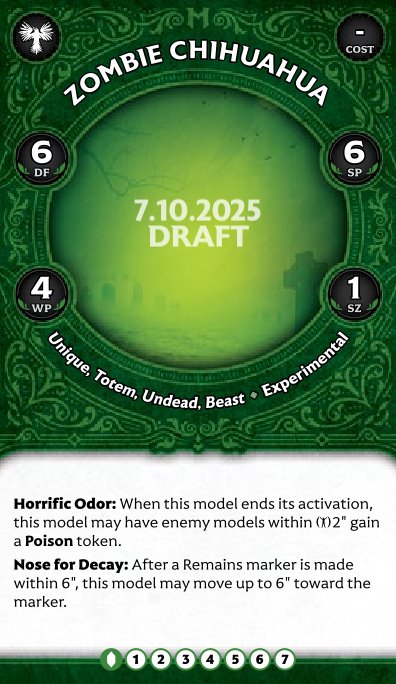 -
COST
ZOMBIE CHIHUAHUA
6
DF
6
SP
7.10.2025
DRAFT
4
WP
1
SZ
Unique, Totem, Undead, Beast ♦ Experimental
Horrific Odor: When this model ends its activation,
this model may have enemy models within 2" gain
a Poison token.
Nose for Decay: After a Remains marker is made
within 6", this model may move up to 6" toward the
marker.
1 2 3 4 5 6 7